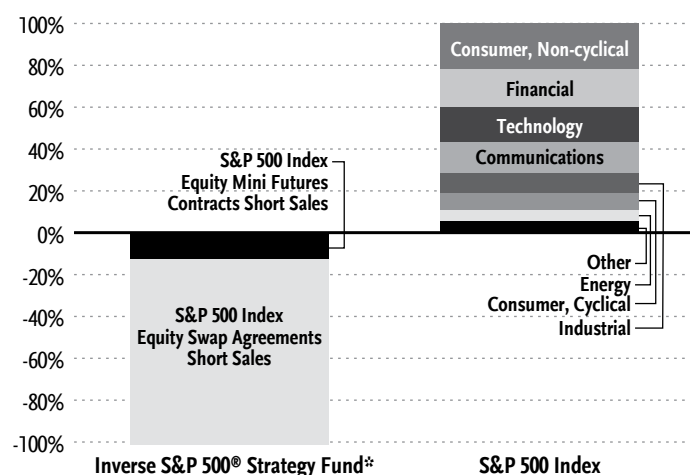 100%
80%
60%
40%
20%
0%
-20%
-40%
-60%
-80%
-100%
S&P 500 Index
Equity Mini Futures
Contracts Short Sales
S&P 500 Index
Equity Swap Agreements
Short Sales
Consumer, Non-cyclical
Financial
Technology
Communications
Other
Energy
Consumer, Cyclical
Industrial
Inverse S&P 500® Strategy Fund*
S&P 500 Index